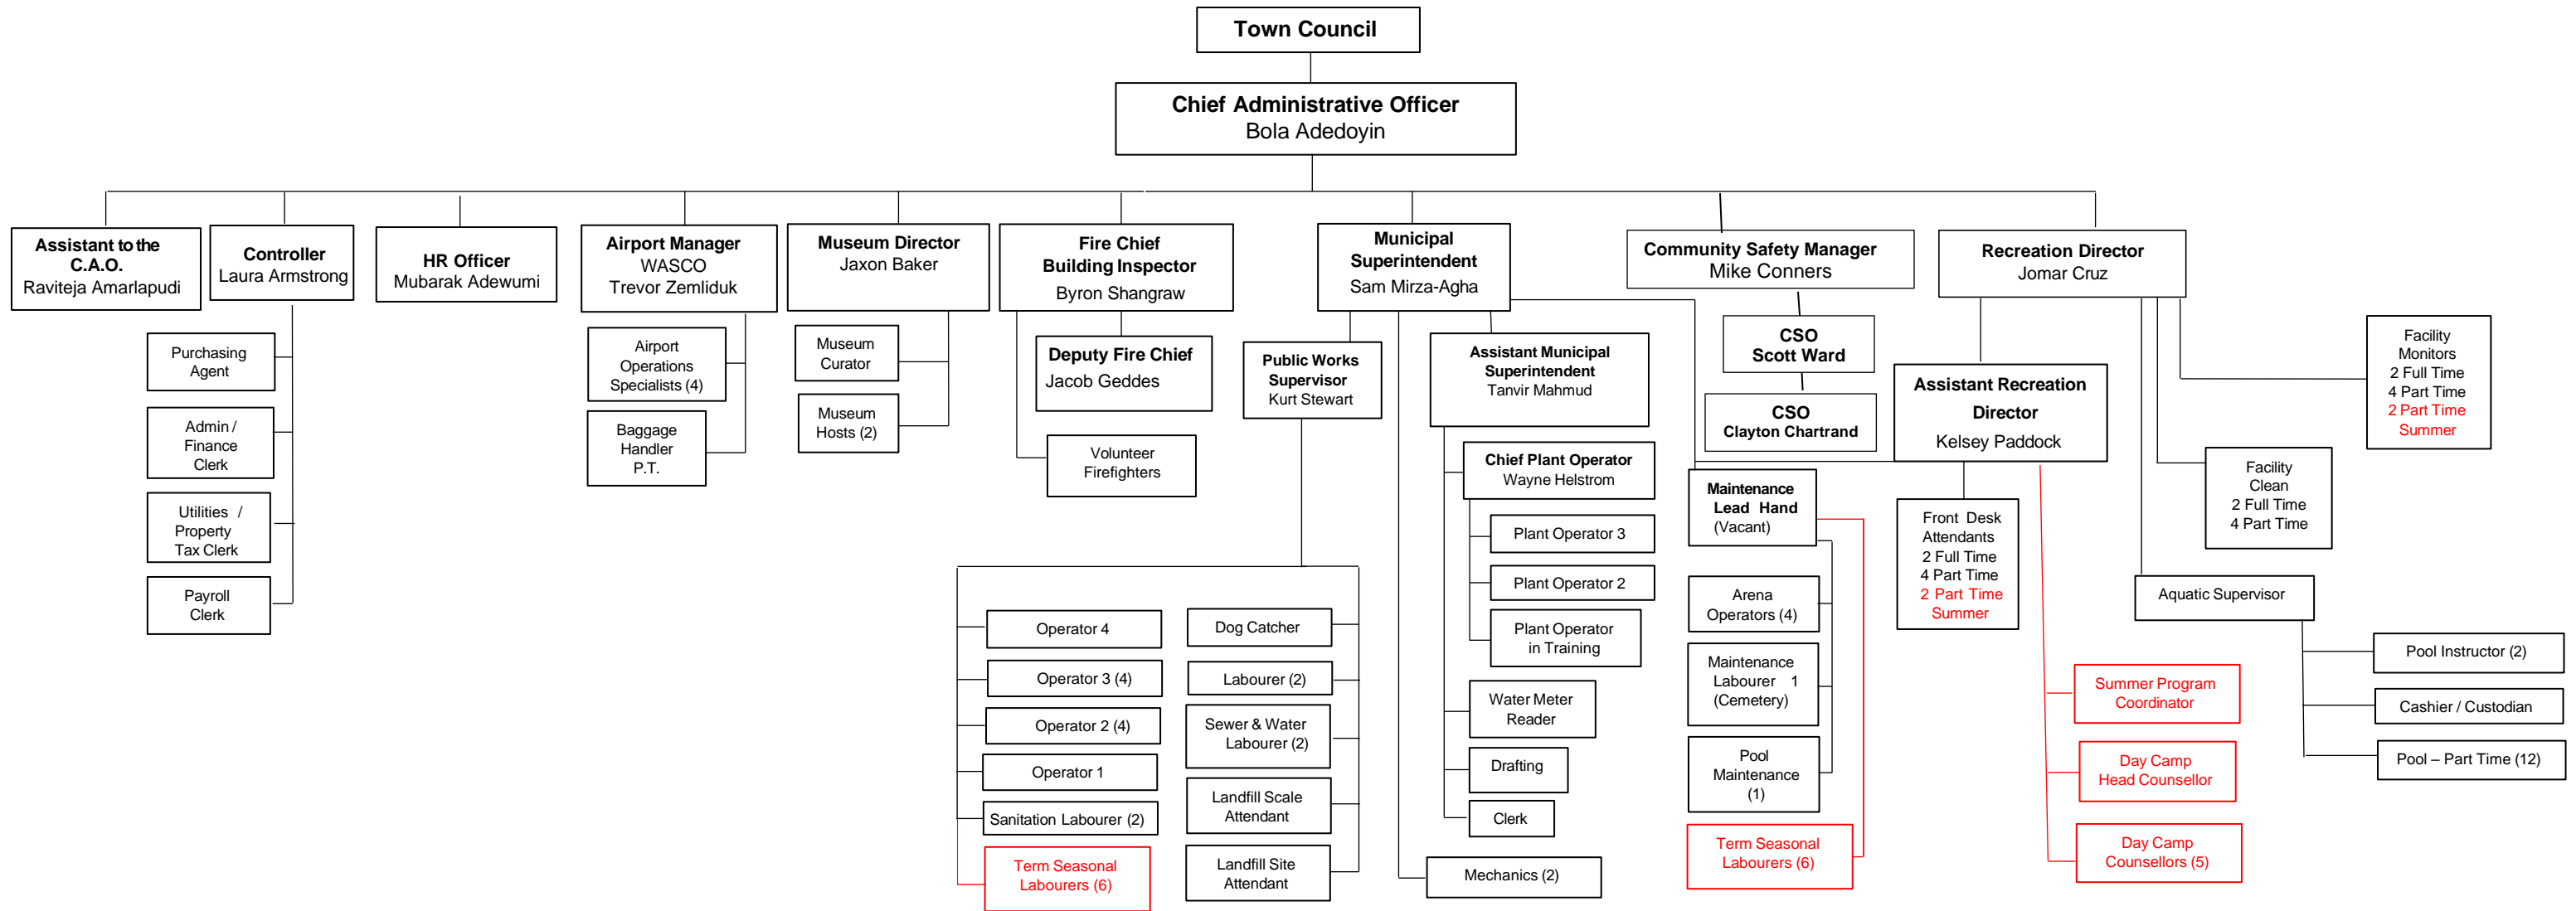 Town Council
Chief Administrative Officer
Bola Adedoyin
Assistant to the
C.A.O.
Raviteja Amarlapudi
Controller
Laura Armstrong
HR Officer
Mubarak Adewumi
Airport Manager
WASCO
Trevor Zemliduk
Museum Director
Jaxon Baker
Fire Chief
Building Inspector
Byron Shangraw
Municipal
Superintendent
Sam Mirza-Agha
Community Safety Manager
Mike Conners
Recreation Director
Jomar Cruz
Purchasing
Agent
Admin /
Finance
Clerk
Utilities /
Property
Tax Clerk
Payroll
Clerk
Airport
Operations
Specialists (4)
Baggage
Handler
P.T.
Museum
Curator
Museum
Hosts (2)
Deputy Fire Chief
Jacob Geddes
Volunteer
Firefighters
Public Works
Supervisor
Kurt Stewart
Operator 4
Operator 3 (4)
Operator 2 (4)
Operator 1
Sanitation Labourer (2)
Term Seasonal
Labourers (6)
Dog Catcher
Labourer (2)
Sewer & Water
Labourer (2)
Landfill Scale
Attendant
Landfill Site
Attendant
Assistant Municipal
Superintendent
Tanvir Mahmud
Chief Plant Operator
Wayne Helstrom
Plant Operator 3
Plant Operator 2
Plant Operator
in Training
Water Meter
Reader
Drafting
Clerk
Mechanics (2)
CSO
Scott Ward
CSO
Clayton Chartrand
Maintenance
Lead Hand
(Vacant)
Arena
Operators (4)
Maintenance
Labourer 1
(Cemetery)
Pool
Maintenance
(1)
Term Seasonal
Labourers (6)
Assistant Recreation
Director
Kelsey Paddock
Front Desk
Attendants
2 Full Time
4 Part Time
2 Part Time
Summer
Summer Program
Coordinator
Day Camp
Head Counsellor
Day Camp
Counsellors (5)
Facility
Monitors
2 Full Time
4 Part Time
2 Part Time
Summer
Facility
Clean
2 Full Time
4 Part Time
Aquatic Supervisor
Pool Instructor (2)
Cashier / Custodian
Pool – Part Time (12)